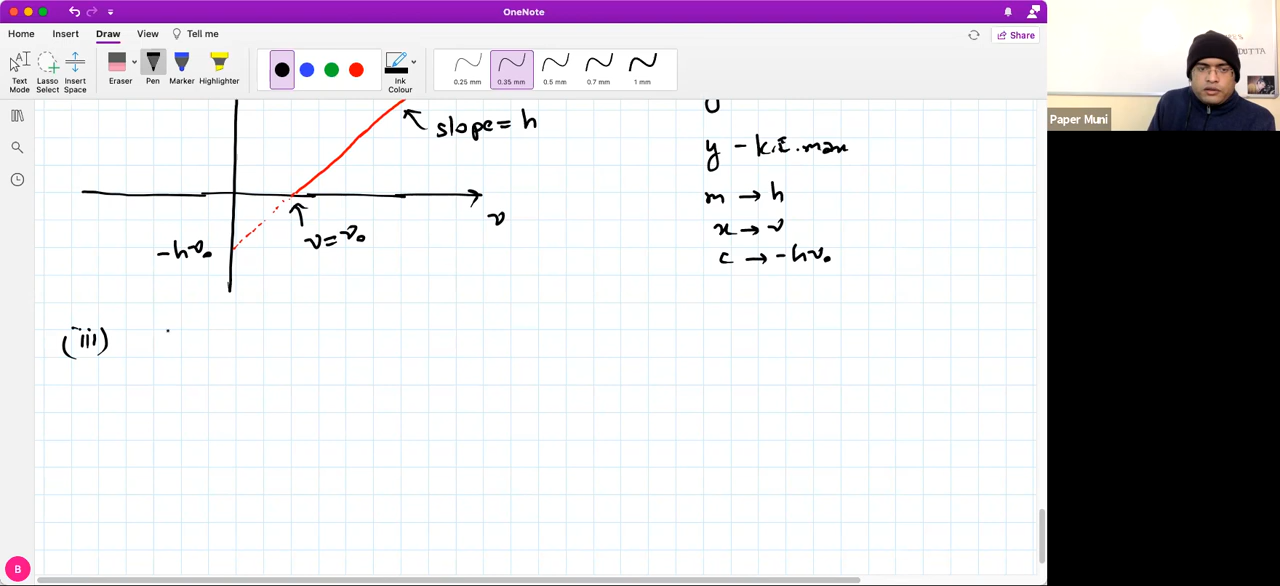 OneNote
Home Insert Draw View Tell me
Share
Text Mode
Lasso Select
Insert Space
Eraser
Pen
Marker
Highlighter
Ink Colour
0.25 mm
0.35 mm
0.5 mm
0.7 mm
1 mm
DUTTA
Paper Muni
slope = h
y - K.E. max
m → h
x → ν
c → -hν₀
ν
ν = ν₀
-hν₀
(iii)
B